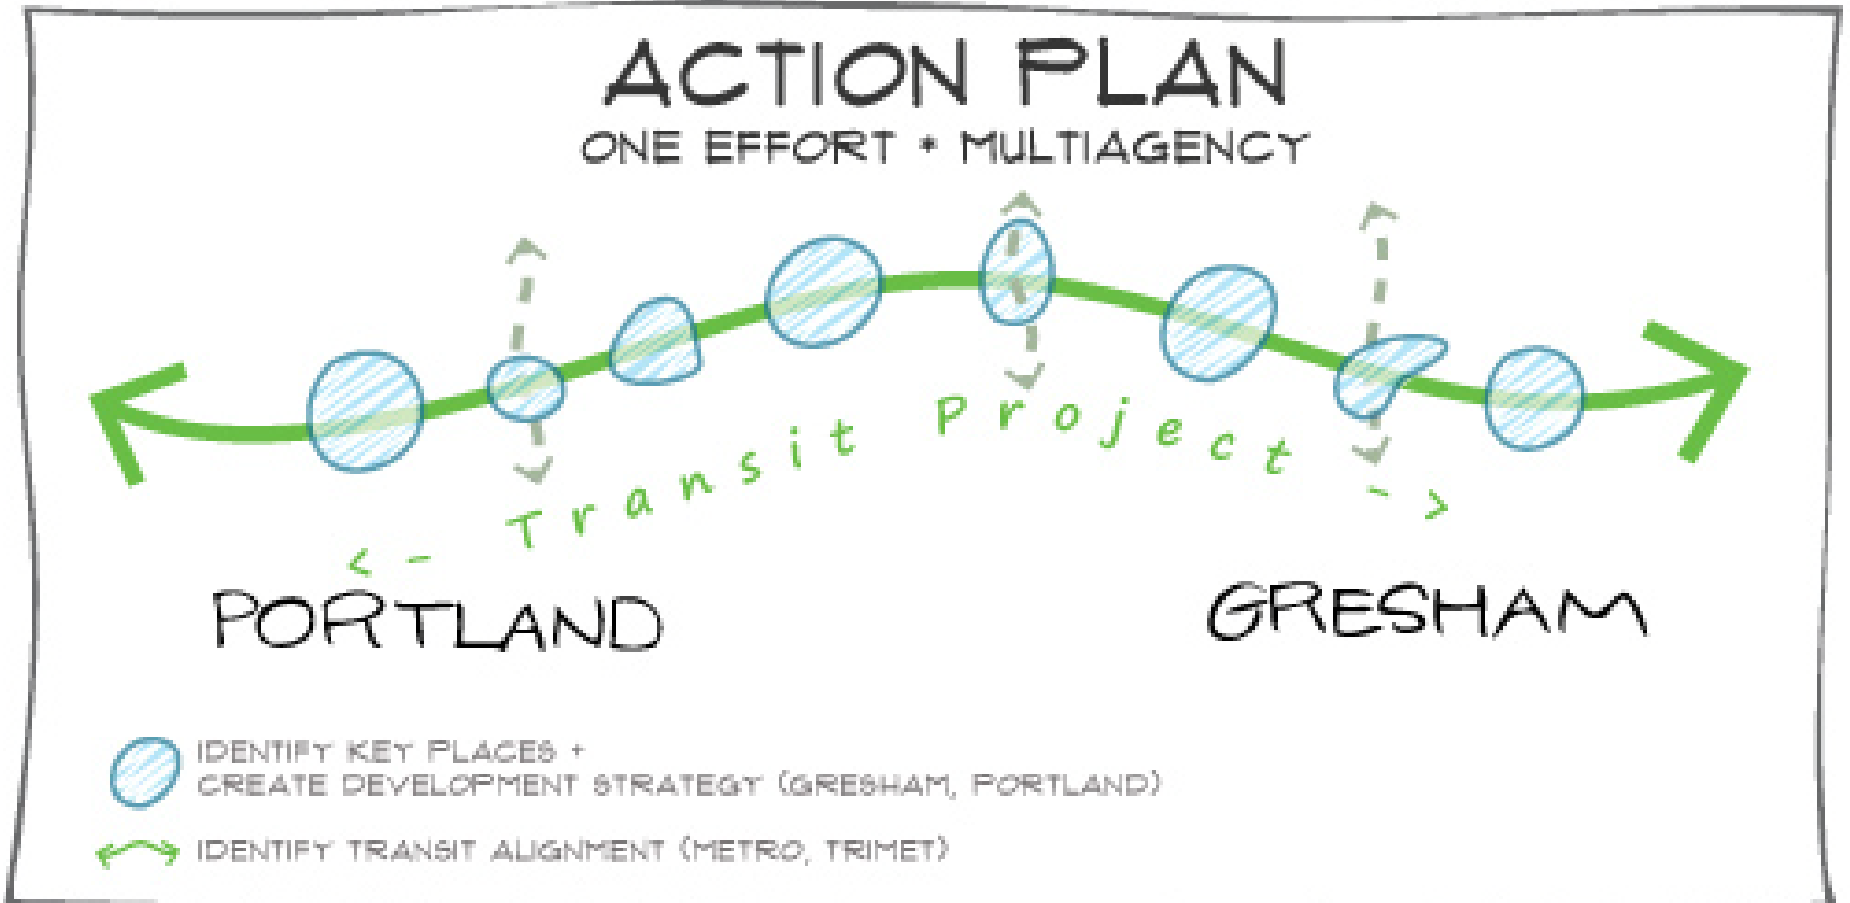 ACTION PLAN
ONE EFFORT + MULTIAGENCY
<- Transit Project ->
PORTLAND
GRESHAM
IDENTIFY KEY PLACES +
CREATE DEVELOPMENT STRATEGY (GRESHAM, PORTLAND)
IDENTIFY TRANSIT ALIGNMENT (METRO, TRIMET)